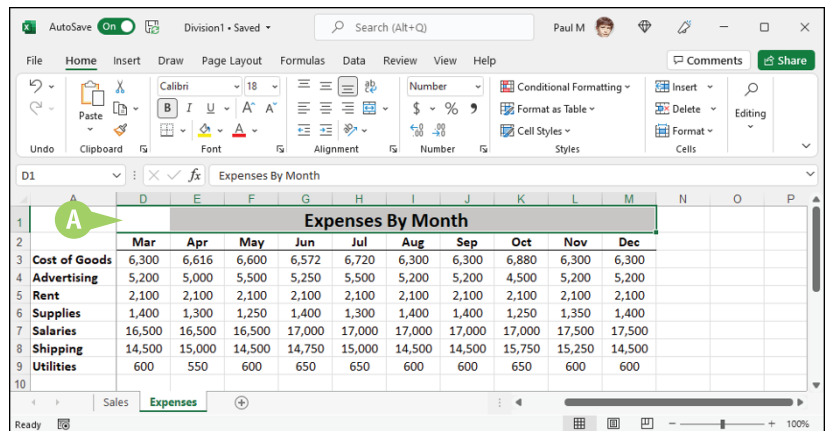 AutoSave On Division1 • Saved Search (Alt+Q) Paul M
File Home Insert Draw Page Layout Formulas Data Review View Help Comments Share
Paste
Calibri 18
B I U A A
A
ab
Number
$ % 9
Conditional Formatting
Format as Table
Cell Styles
Insert
Delete
Format
Editing
Undo Clipboard Font Alignment Number Styles Cells
D1 fx Expenses By Month
A D E F G H I J K L M N O P
A
1 Expenses By Month
2 Mar Apr May Jun Jul Aug Sep Oct Nov Dec
3 Cost of Goods 6,300 6,616 6,600 6,572 6,720 6,300 6,300 6,880 6,300 6,300
4 Advertising 5,200 5,000 5,500 5,250 5,500 5,200 5,200 4,500 5,200 5,200
5 Rent 2,100 2,100 2,100 2,100 2,100 2,100 2,100 2,100 2,100 2,100
6 Supplies 1,400 1,300 1,250 1,400 1,300 1,400 1,400 1,250 1,350 1,400
7 Salaries 16,500 16,500 16,500 17,000 17,000 17,000 17,000 17,000 17,500 17,500
8 Shipping 14,500 15,000 14,500 14,750 15,000 14,500 14,500 15,750 15,250 14,500
9 Utilities 600 550 600 650 650 600 600 650 600 600
10
Sales Expenses
Ready 100%